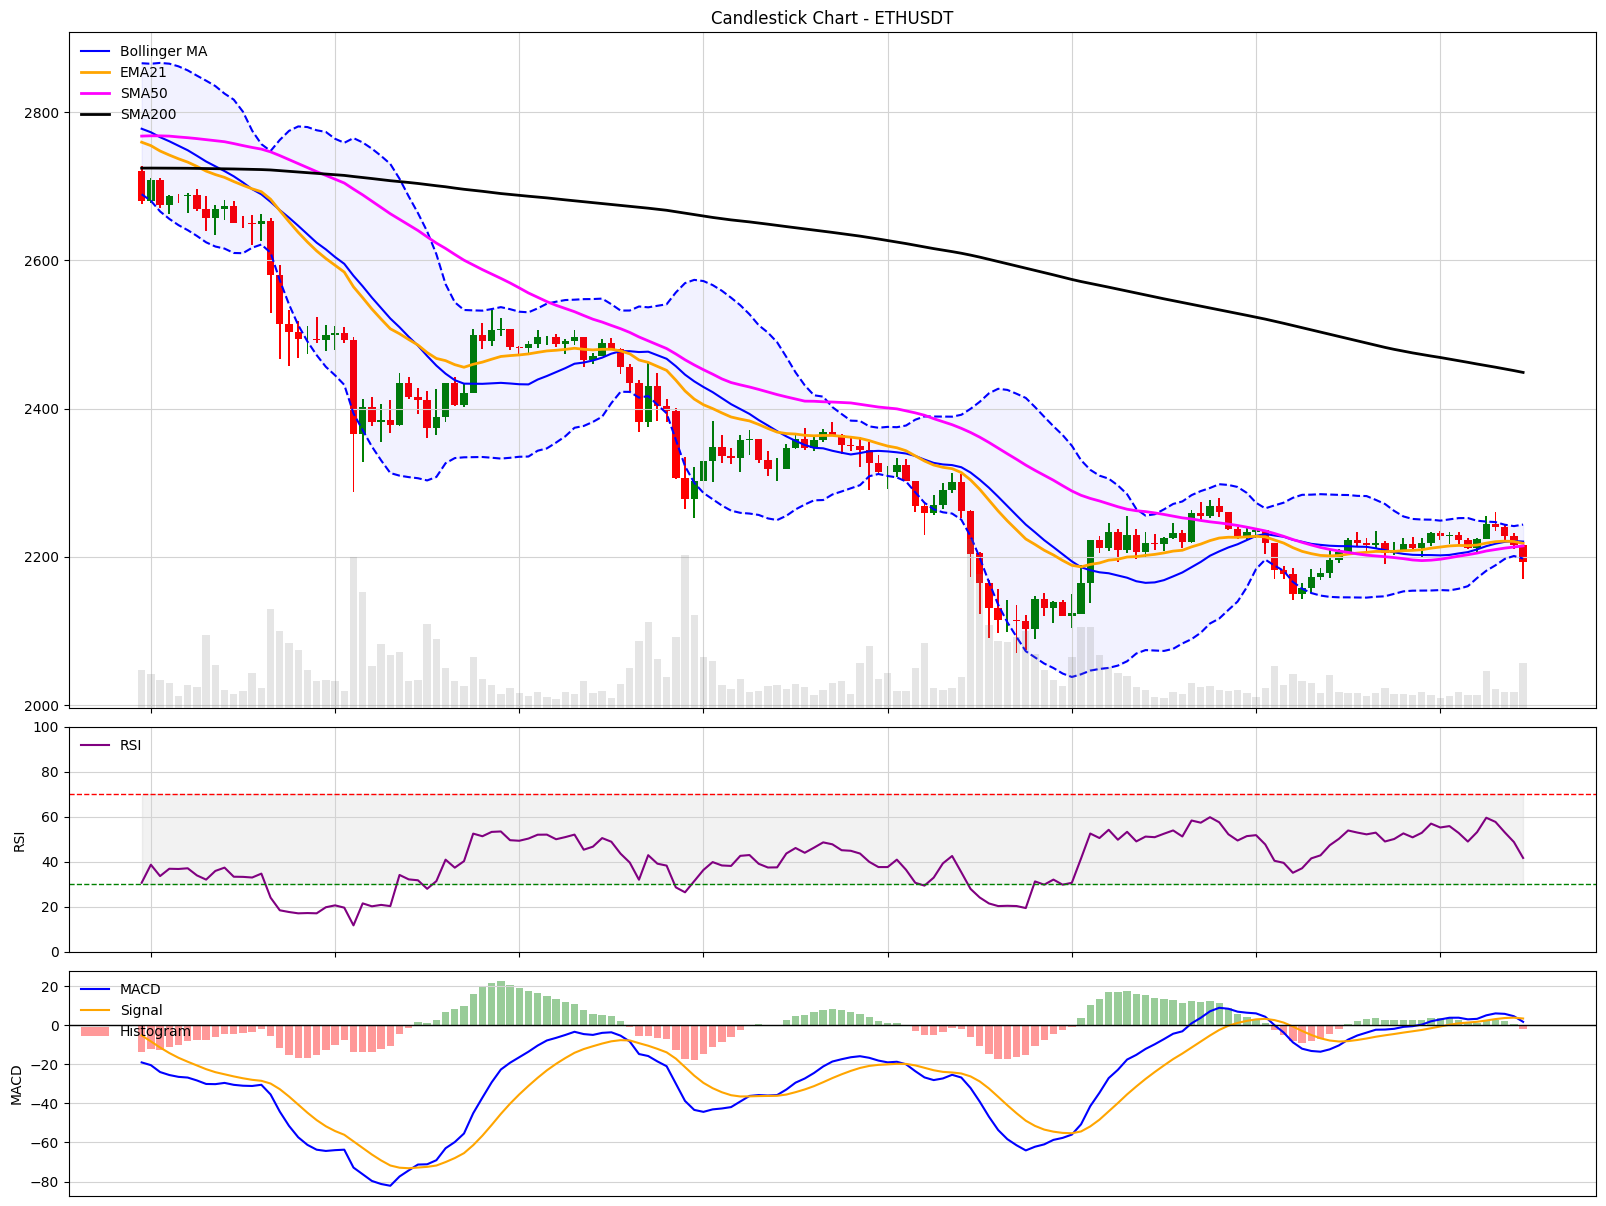 Candlestick Chart - ETHUSDT
Bollinger MA
EMA21
SMA50
SMA200
2800
2600
2400
2200
2000
RSI
100
80
60
40
20
0
RSI
MACD
Signal
Histogram
20
0
−20
−40
−60
−80
MACD